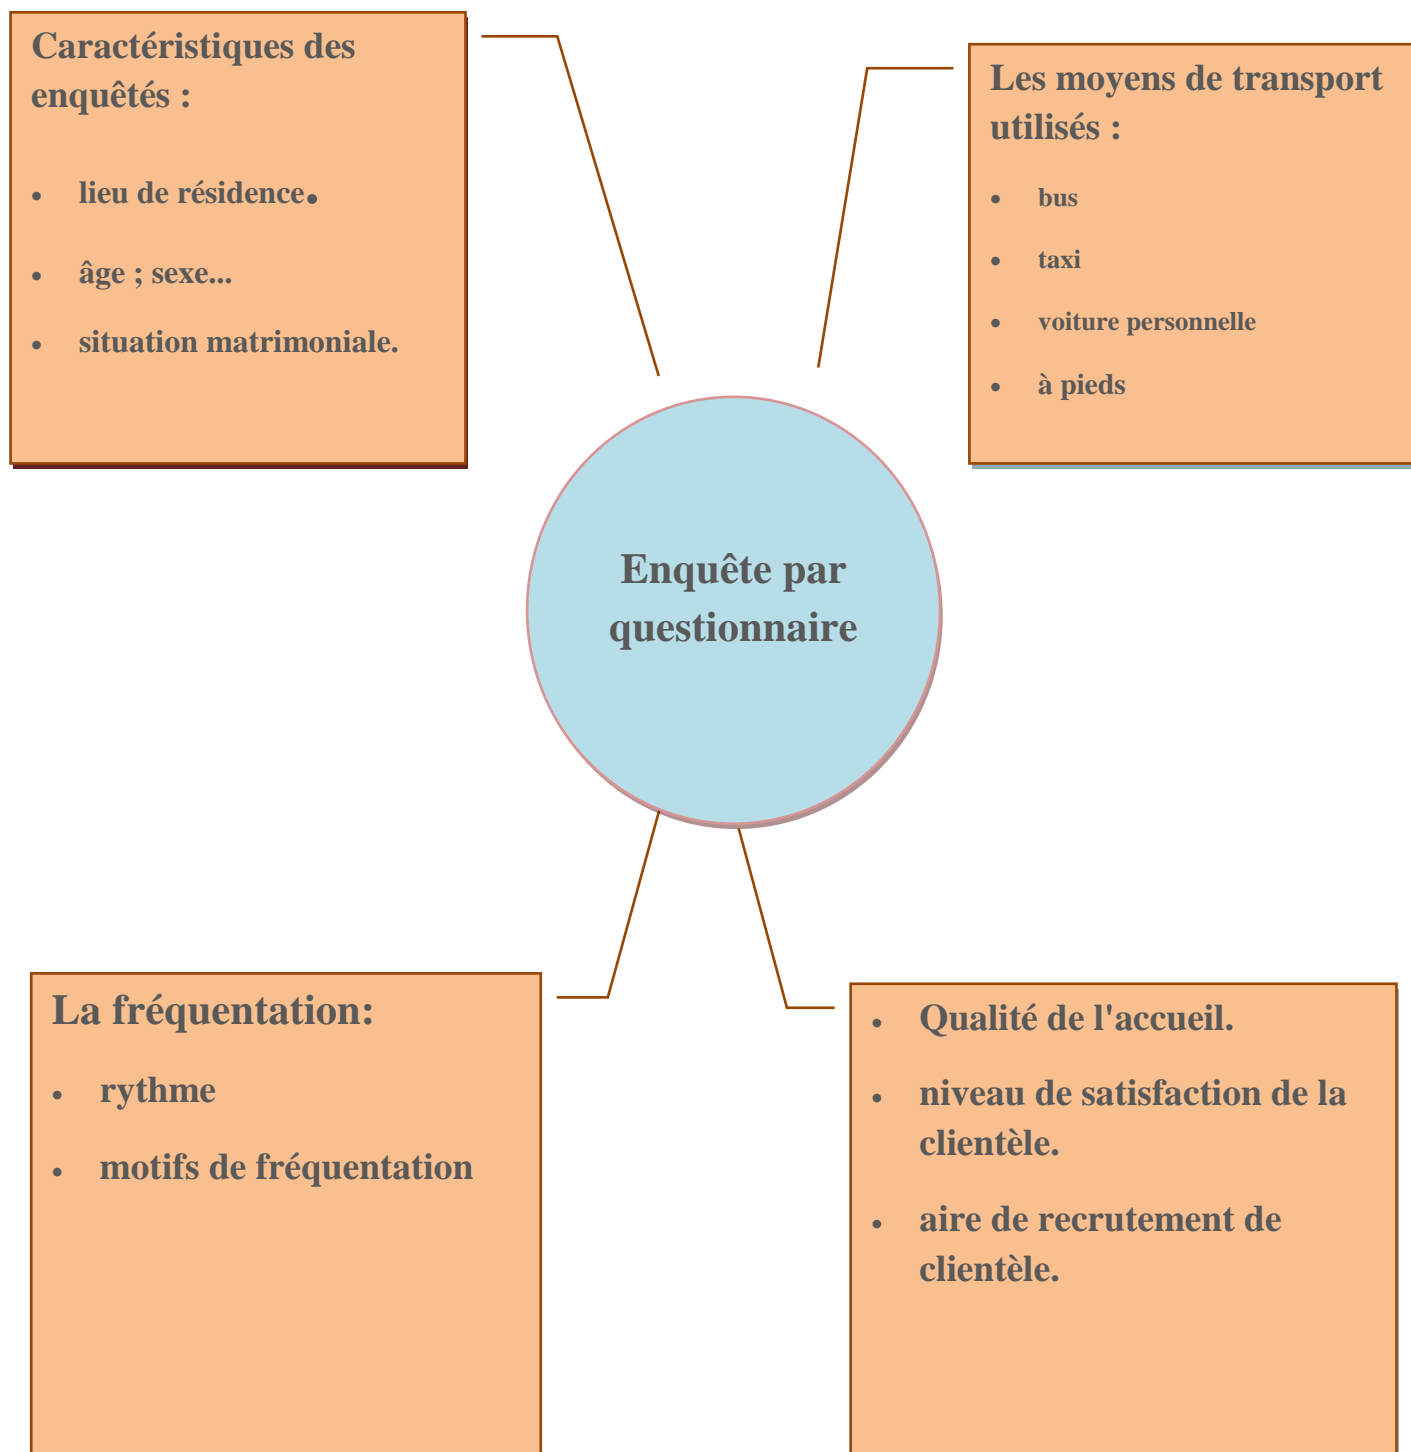 Caractéristiques des
enquêtés :
• lieu de résidence.
• âge ; sexe...
• situation matrimoniale.
Les moyens de transport
utilisés :
• bus
• taxi
• voiture personnelle
• à pieds
Enquête par
questionnaire
La fréquentation:
• rythme
• motifs de fréquentation
• Qualité de l'accueil.
• niveau de satisfaction de la
clientèle.
• aire de recrutement de
clientèle.